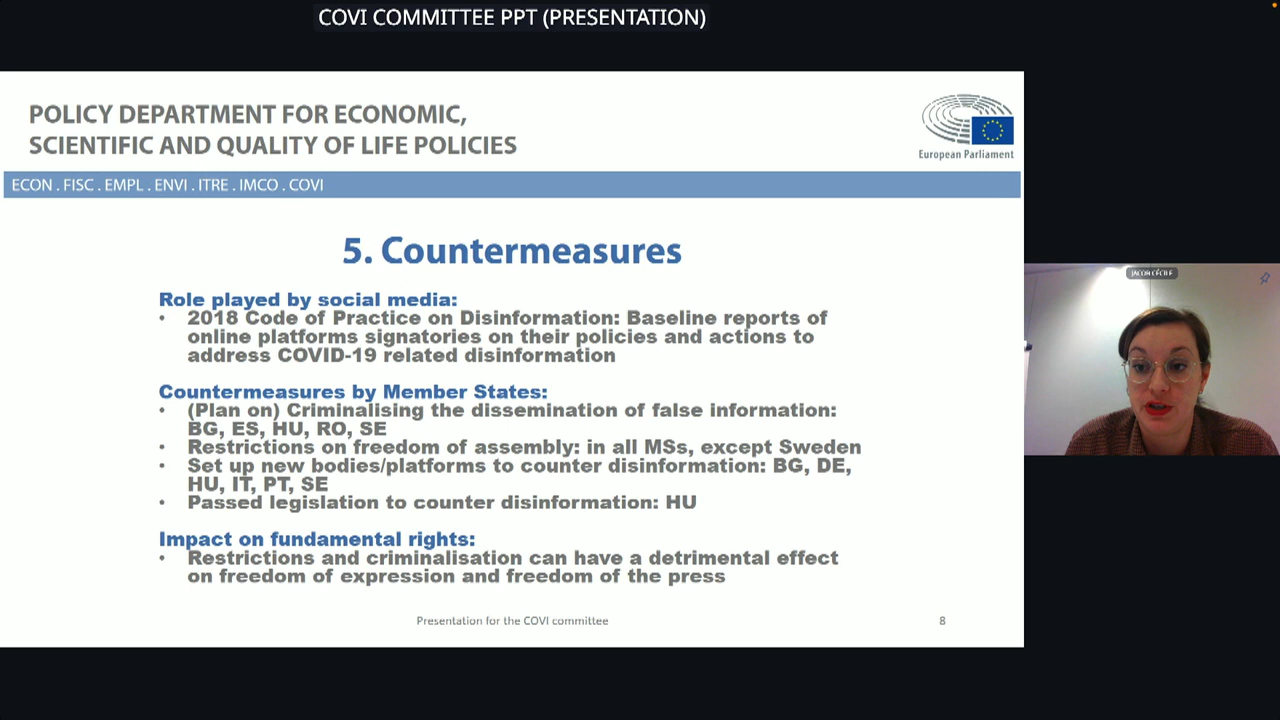 COVI COMMITTEE PPT (PRESENTATION)
POLICY DEPARTMENT FOR ECONOMIC,
SCIENTIFIC AND QUALITY OF LIFE POLICIES
European Parliament
ECON . FISC . EMPL . ENVI . ITRE . IMCO . COVI
5. Countermeasures
Role played by social media:
• 2018 Code of Practice on Disinformation: Baseline reports of
online platforms signatories on their policies and actions to
address COVID-19 related disinformation
JACOB CÉCILE
Countermeasures by Member States:
• (Plan on) Criminalising the dissemination of false information:
BG, ES, HU, RO, SE
• Restrictions on freedom of assembly: in all MSs, except Sweden
• Set up new bodies/platforms to counter disinformation: BG, DE,
HU, IT, PT, SE
• Passed legislation to counter disinformation: HU
Impact on fundamental rights:
• Restrictions and criminalisation can have a detrimental effect
on freedom of expression and freedom of the press
Presentation for the COVI committee
8